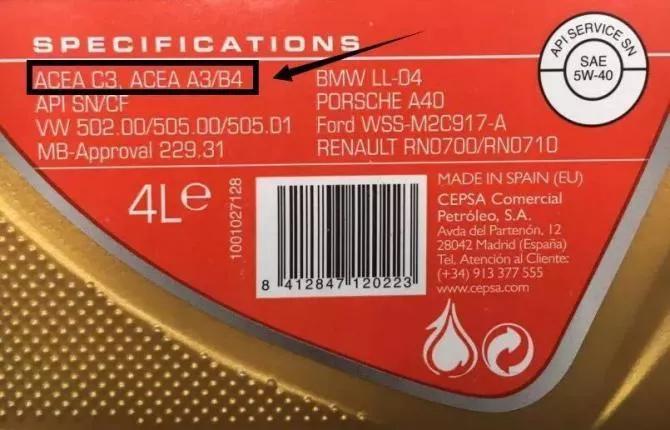 SPECIFICATIONS
ACEA C3, ACEA A3/B4
API SN/CF
VW 502.00/505.00/505.01
MB-Approval 229.31
BMW LL-04
PORSCHE A40
Ford WSS-M2C917-A
RENAULT RN0700/RN0710
API SERVICE SN
SAE
5W-40
4Le
1001027128
8 412847 120223
MADE IN SPAIN (EU)
CEPSA Comercial
Petróleo, S.A.
Avda del Partenón, 12
28042 Madrid (España)
Tel. Atención al Cliente:
(+34) 913 377 555
www.cepsa.com